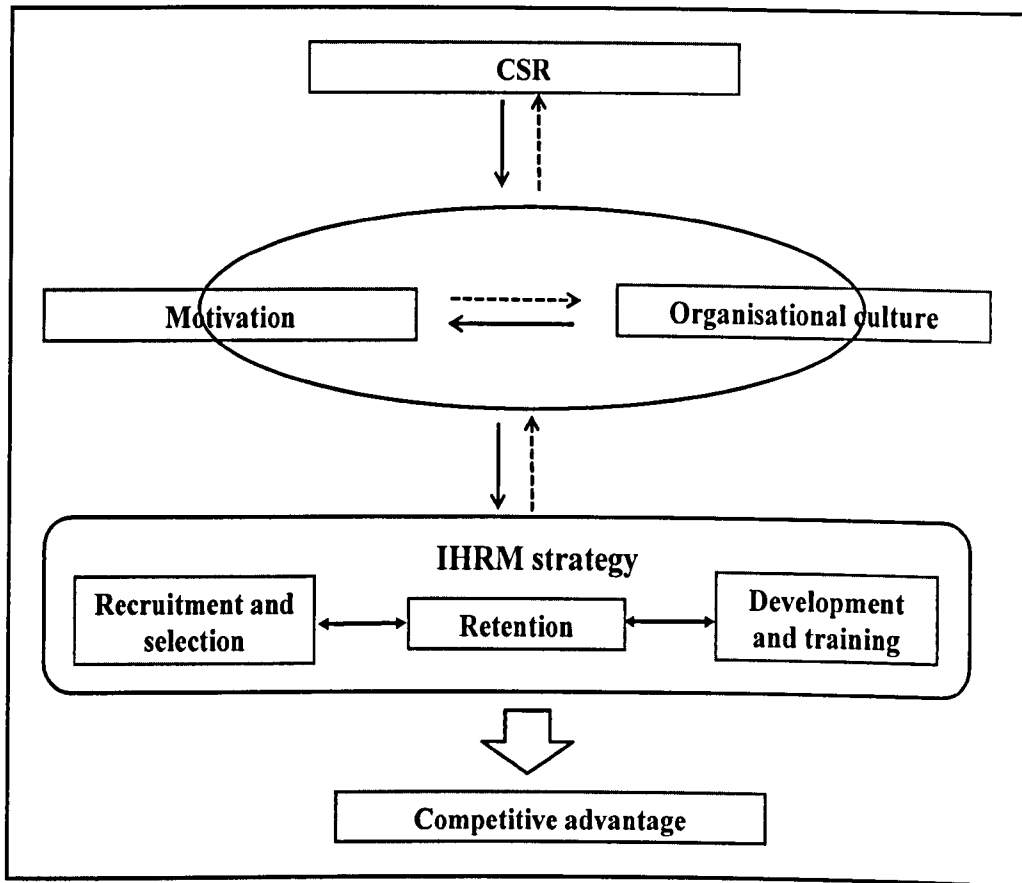 CSR
Motivation
Organisational culture
IHRM strategy
Recruitment and
selection
Retention
Development
and training
Competitive advantage